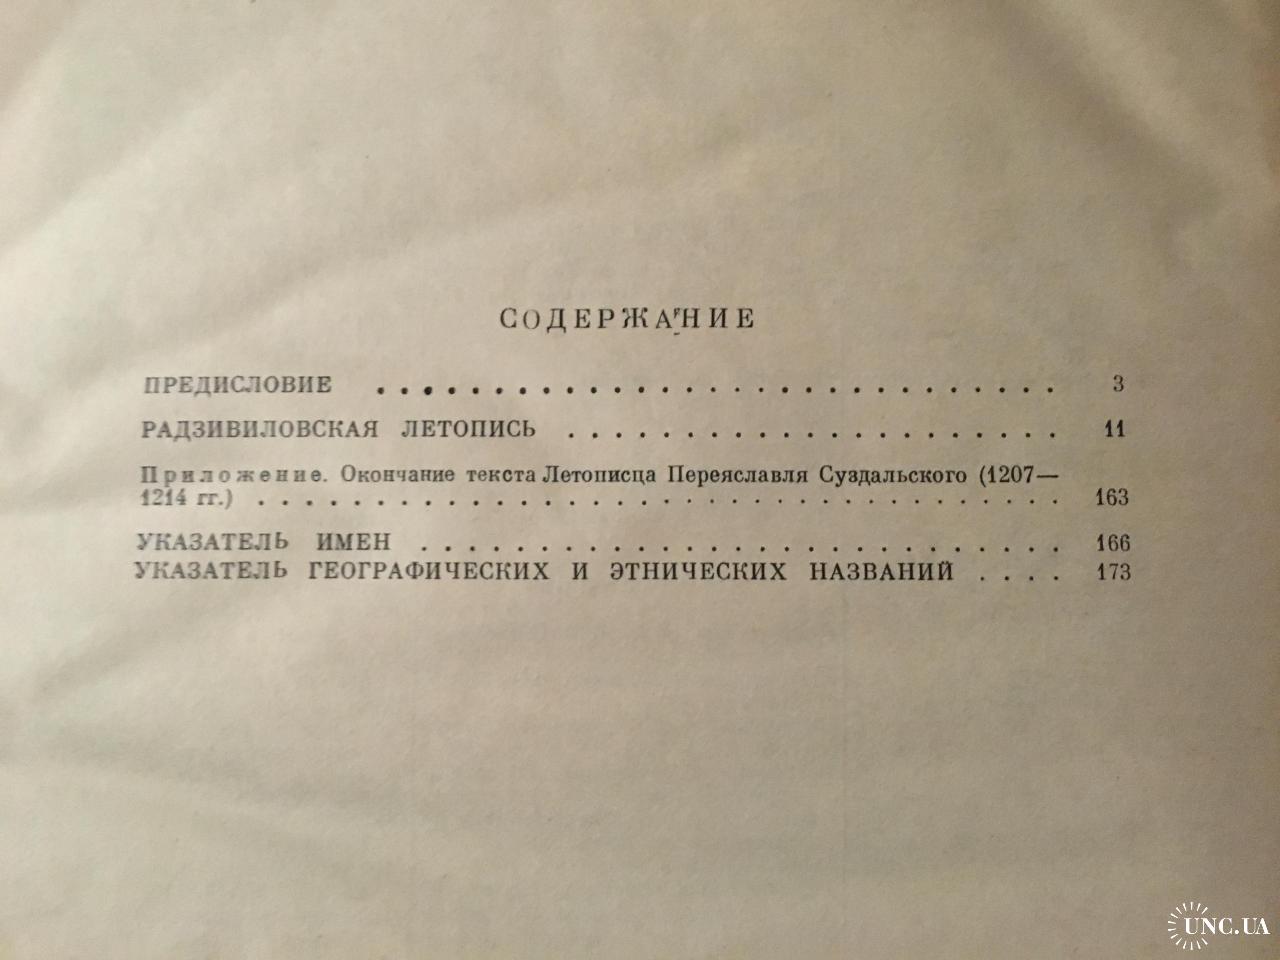 СОДЕРЖАНИЕ
ПРЕДИСЛОВИЕ . . . . . . . . . . . . . . . . . . . . . . . . . . . . . 3
РАДЗИВИЛОВСКАЯ ЛЕТОПИСЬ . . . . . . . . . . . . . . . . . . . . . 11
Приложение. Окончание текста Летописца Переяславля Суздальского (1207—
1214 гг.) . . . . . . . . . . . . . . . . . . . . . . . . . . . . . . . . . . 163
УКАЗАТЕЛЬ ИМЕН . . . . . . . . . . . . . . . . . . . . . . . . . . . 166
УКАЗАТЕЛЬ ГЕОГРАФИЧЕСКИХ И ЭТНИЧЕСКИХ НАЗВАНИЙ . . . . 173
UNC.UA